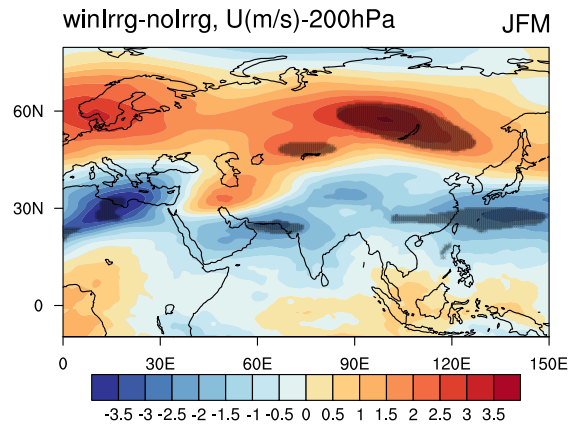 winIrrg-noIrrg, U(m/s)-200hPa JFM
60N
30N
0
0 30E 60E 90E 120E 150E
-3.5 -3 -2.5 -2 -1.5 -1 -0.5 0 0.5 1 1.5 2 2.5 3 3.5